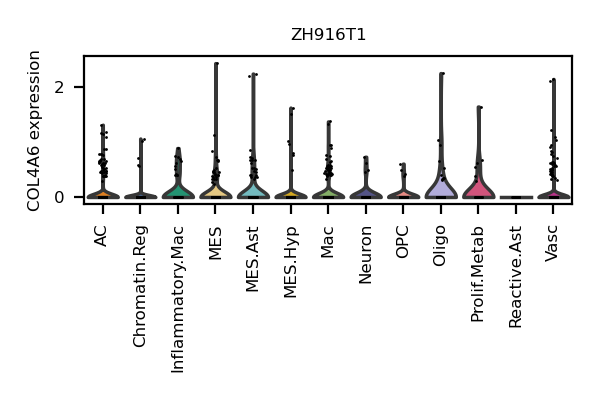 ZH916T1
COL4A6 expression
2
0
AC
Chromatin.Reg
Inflammatory.Mac
MES
MES.Ast
MES.Hyp
Mac
Neuron
OPC
Oligo
Prolif.Metab
Reactive.Ast
Vasc